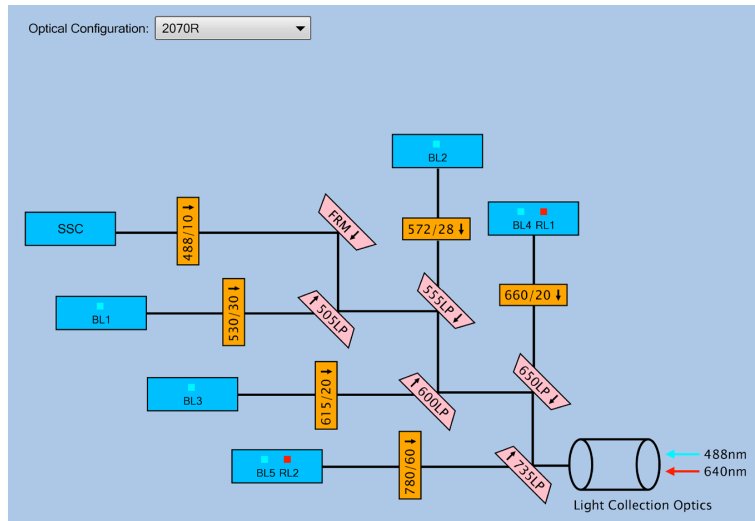 Optical Configuration: 2070R
BL2
FRM ↓
SSC
488/10 ↓
572/28 ↓
BL4 RL1
530/30 ↓
↑ 505LP
555LP ↓
660/20 ↓
BL1
615/20 ↓
↑ 600LP
650LP ↓
BL3
780/60 ↓
↑ 735LP
BL5 RL2
488nm
640nm
Light Collection Optics